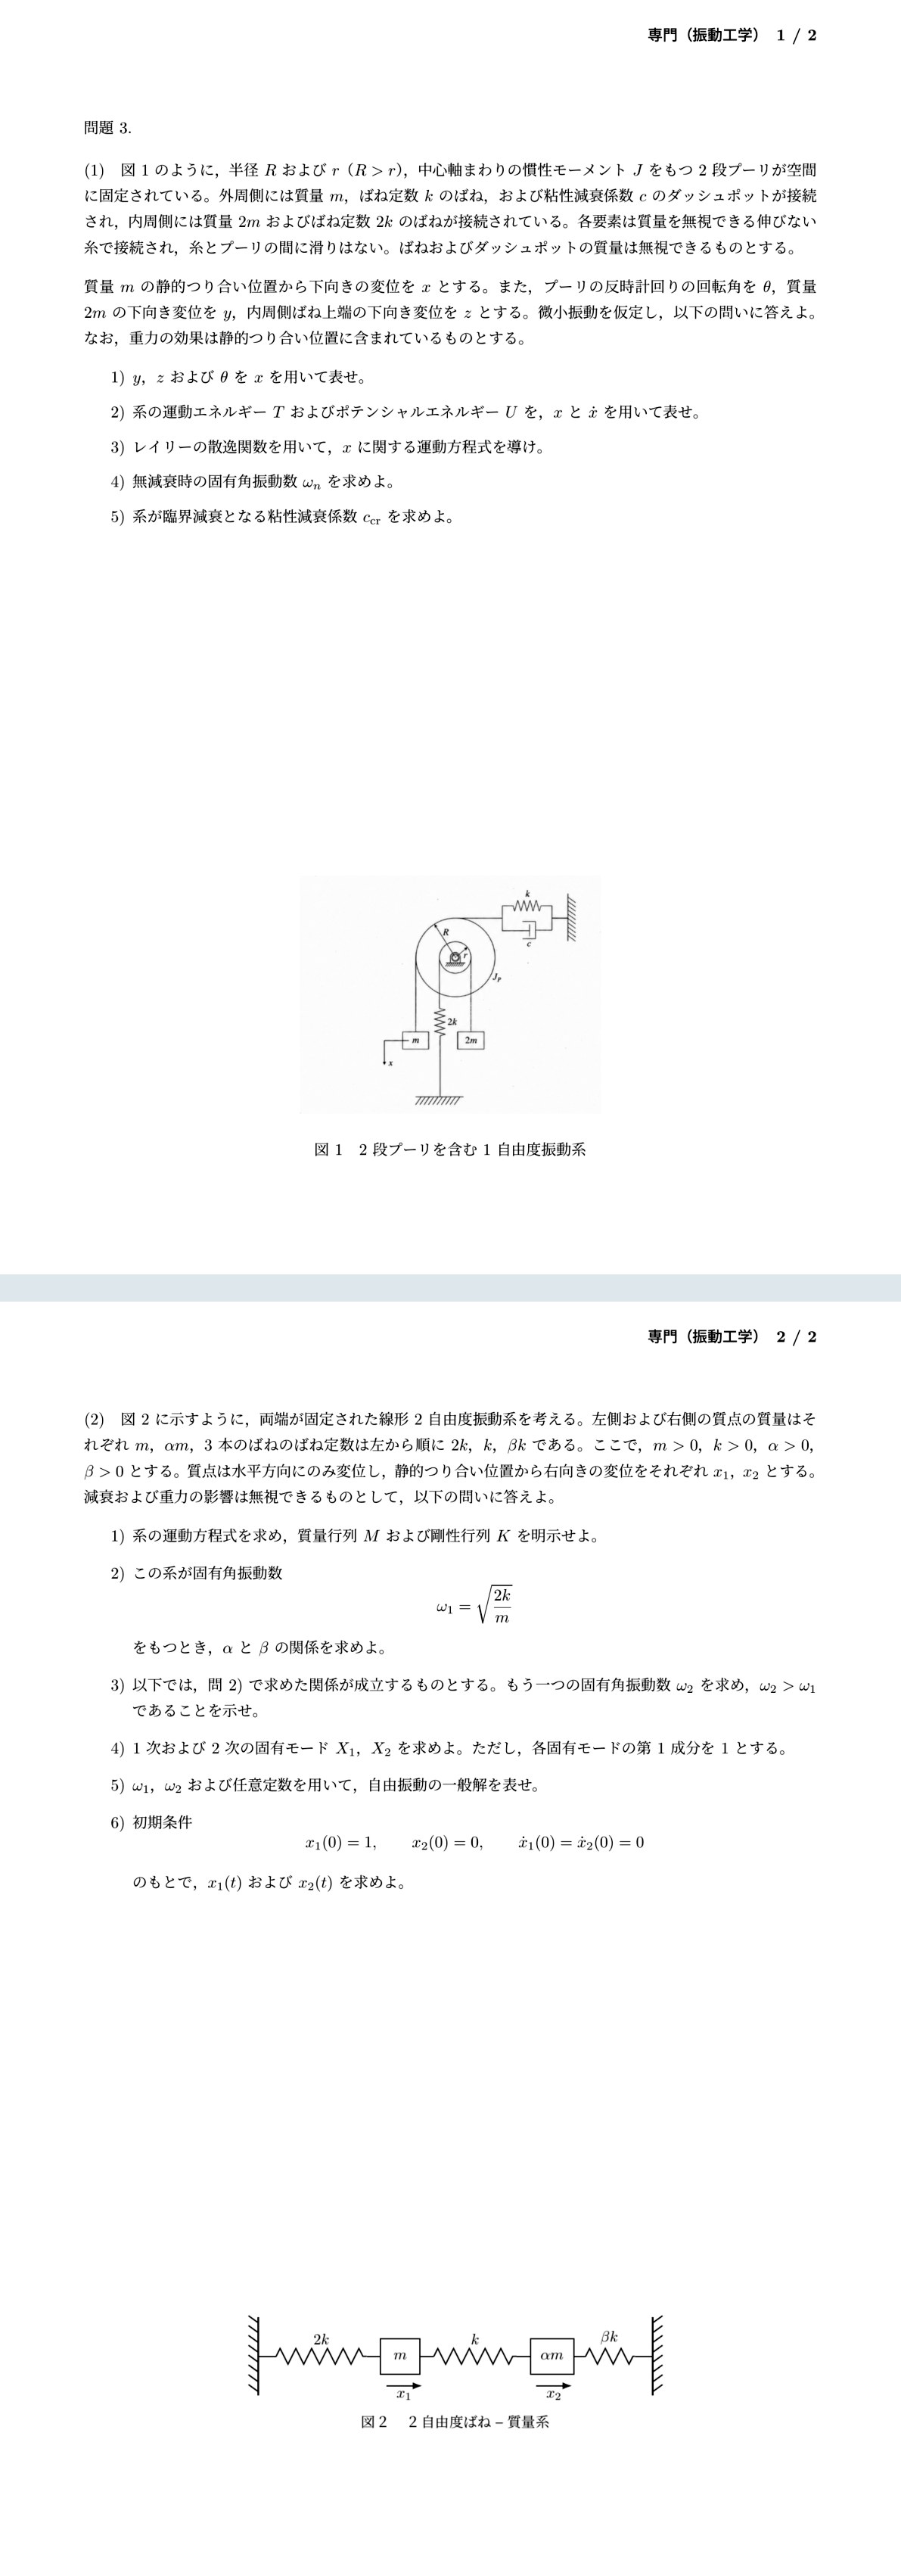 専門（振動工学） 1 / 2
問題 3.
(1) 図 1 のように，半径 R および r（R > r），中心軸まわりの慣性モーメント J をもつ 2 段プーリが空間
に固定されている。外周側には質量 m，ばね定数 k のばね，および粘性減衰係数 c のダッシュポットが接続
され，内周側には質量 2m およびばね定数 2k のばねが接続されている。各要素は質量を無視できる伸びない
糸で接続され，糸とプーリの間に滑りはない。ばねおよびダッシュポットの質量は無視できるものとする。
質量 m の静的つり合い位置から下向きの変位を x とする。また，プーリの反時計回りの回転角を θ，質量
2m の下向き変位を y，内周側ばね上端の下向き変位を z とする。微小振動を仮定し，以下の問いに答えよ。
なお，重力の効果は静的つり合い位置に含まれているものとする。
1) y，z および θ を x を用いて表せ。
2) 系の運動エネルギー T およびポテンシャルエネルギー U を，x と ẋ を用いて表せ。
3) レイリーの散逸関数を用いて，x に関する運動方程式を導け。
4) 無減衰時の固有角振動数 ωn を求めよ。
5) 系が臨界減衰となる粘性減衰係数 ccr を求めよ。
k
R
r
c
JP
2k
m
2m
x
図 1 2 段プーリを含む 1 自由度振動系
専門（振動工学） 2 / 2
(2) 図 2 に示すように，両端が固定された線形 2 自由度振動系を考える。左側および右側の質点の質量はそ
れぞれ m，αm，3 本のばねのばね定数は左から順に 2k，k，βk である。ここで，m > 0，k > 0，α > 0，
β > 0 とする。質点は水平方向にのみ変位し，静的つり合い位置から右向きの変位をそれぞれ x1，x2 とする。
減衰および重力の影響は無視できるものとして，以下の問いに答えよ。
1) 系の運動方程式を求め，質量行列 M および剛性行列 K を明示せよ。
2) この系が固有角振動数
ω1 = √(2k/m)
をもつとき，α と β の関係を求めよ。
3) 以下では，問 2) で求めた関係が成立するものとする。もう一つの固有角振動数 ω2 を求め，ω2 > ω1
であることを示せ。
4) 1 次および 2 次の固有モード X1，X2 を求めよ。ただし，各固有モードの第 1 成分を 1 とする。
5) ω1，ω2 および任意定数を用いて，自由振動の一般解を表せ。
6) 初期条件
x1(0) = 1, x2(0) = 0, ẋ1(0) = ẋ2(0) = 0
のもとで，x1(t) および x2(t) を求めよ。
2k k βk
m αm
x1 x2
図 2 2 自由度ばね – 質量系